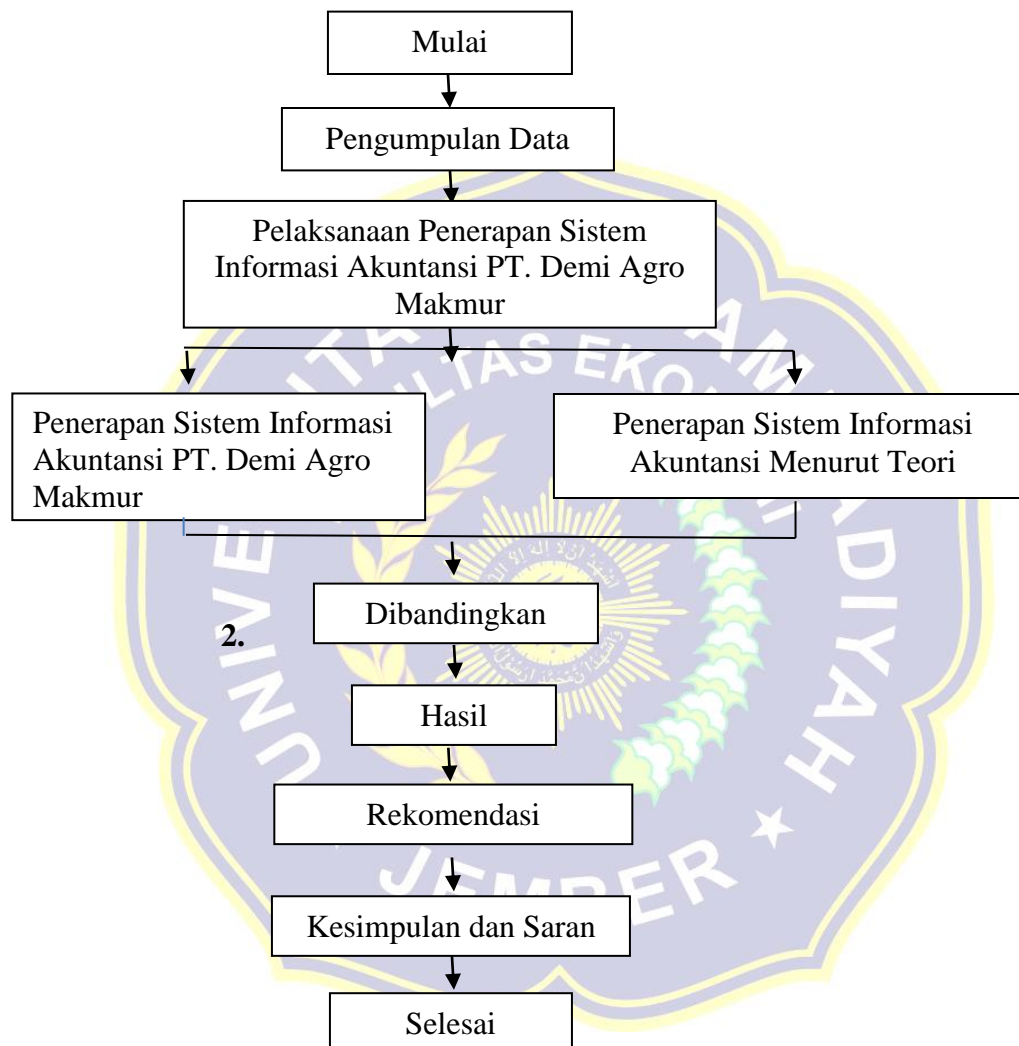 Mulai
Pengumpulan Data
Pelaksanaan Penerapan Sistem
Informasi Akuntansi PT. Demi Agro
Makmur
Penerapan Sistem Informasi
Akuntansi PT. Demi Agro
Makmur
Penerapan Sistem Informasi
Akuntansi Menurut Teori
Dibandingkan
2.
Hasil
Rekomendasi
Kesimpulan dan Saran
Selesai
JEMBER